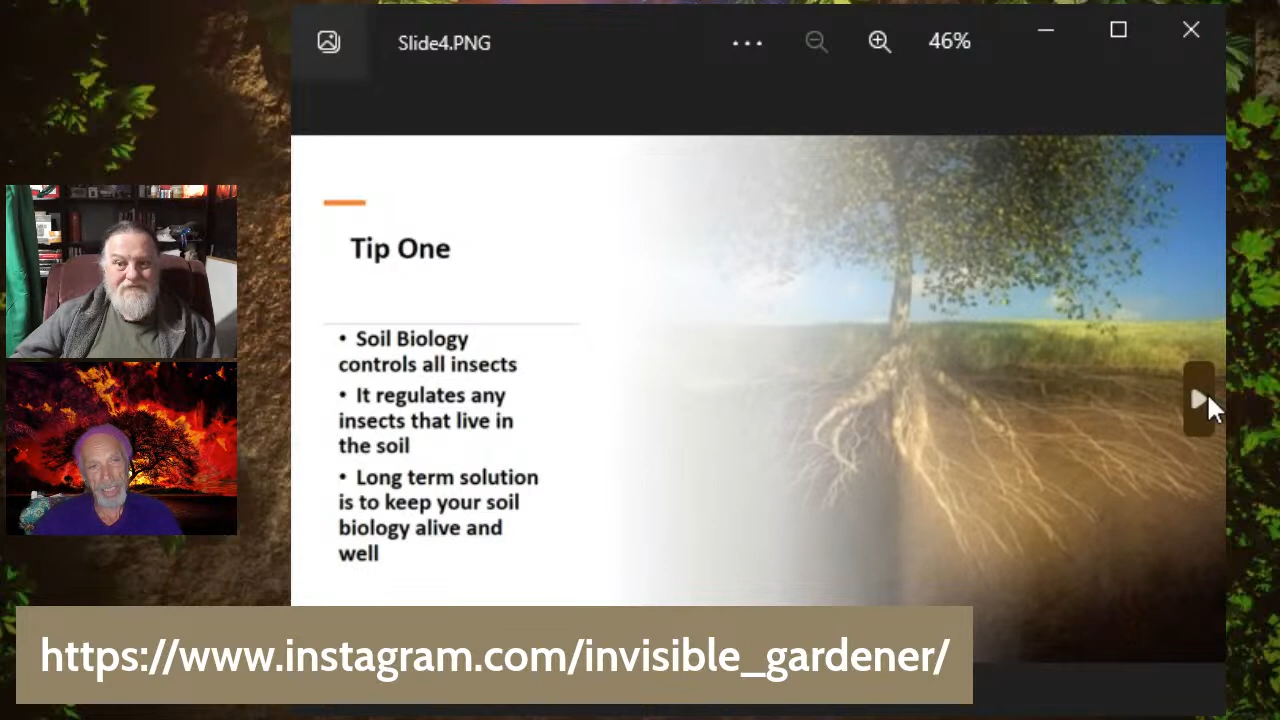 Slide4.PNG
46%
Tip One
• Soil Biology
controls all insects
• It regulates any
insects that live in
the soil
• Long term solution
is to keep your soil
biology alive and
well
https://www.instagram.com/invisible_gardener/